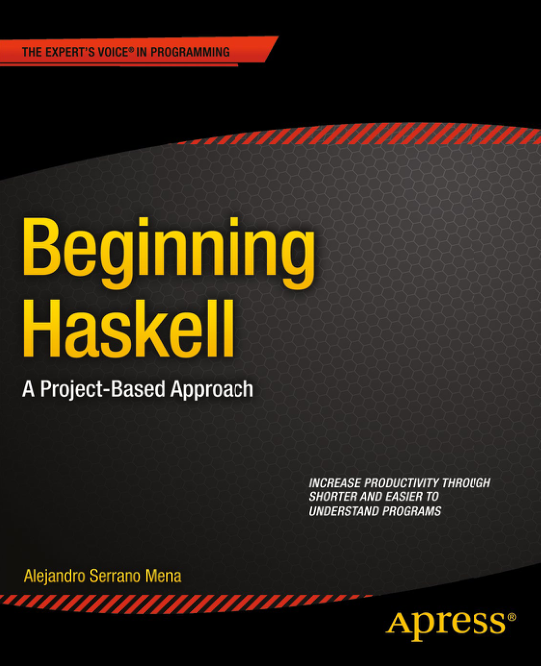 THE EXPERT'S VOICE® IN PROGRAMMING
Beginning
Haskell
A Project-Based Approach
INCREASE PRODUCTIVITY THROUGH
SHORTER AND EASIER TO
UNDERSTAND PROGRAMS
Alejandro Serrano Mena
Apress®